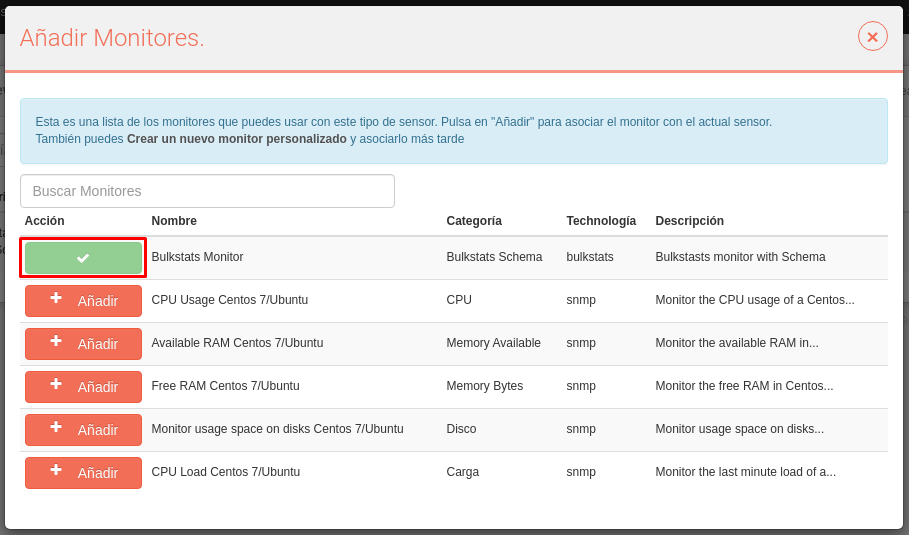 Añadir Monitores.
Esta es una lista de los monitores que puedes usar con este tipo de sensor. Pulsa en "Añadir" para asociar el monitor con el actual sensor.
También puedes Crear un nuevo monitor personalizado y asociarlo más tarde
Buscar Monitores
Acción Nombre Categoría Technología Descripción
Bulkstats Monitor Bulkstats Schema bulkstats Bulkstasts monitor with Schema
Añadir CPU Usage Centos 7/Ubuntu CPU snmp Monitor the CPU usage of a Centos...
Añadir Available RAM Centos 7/Ubuntu Memory Available snmp Monitor the available RAM in...
Añadir Free RAM Centos 7/Ubuntu Memory Bytes snmp Monitor the free RAM in Centos...
Añadir Monitor usage space on disks Centos 7/Ubuntu Disco snmp Monitor usage space on disks...
Añadir CPU Load Centos 7/Ubuntu Carga snmp Monitor the last minute load of a...